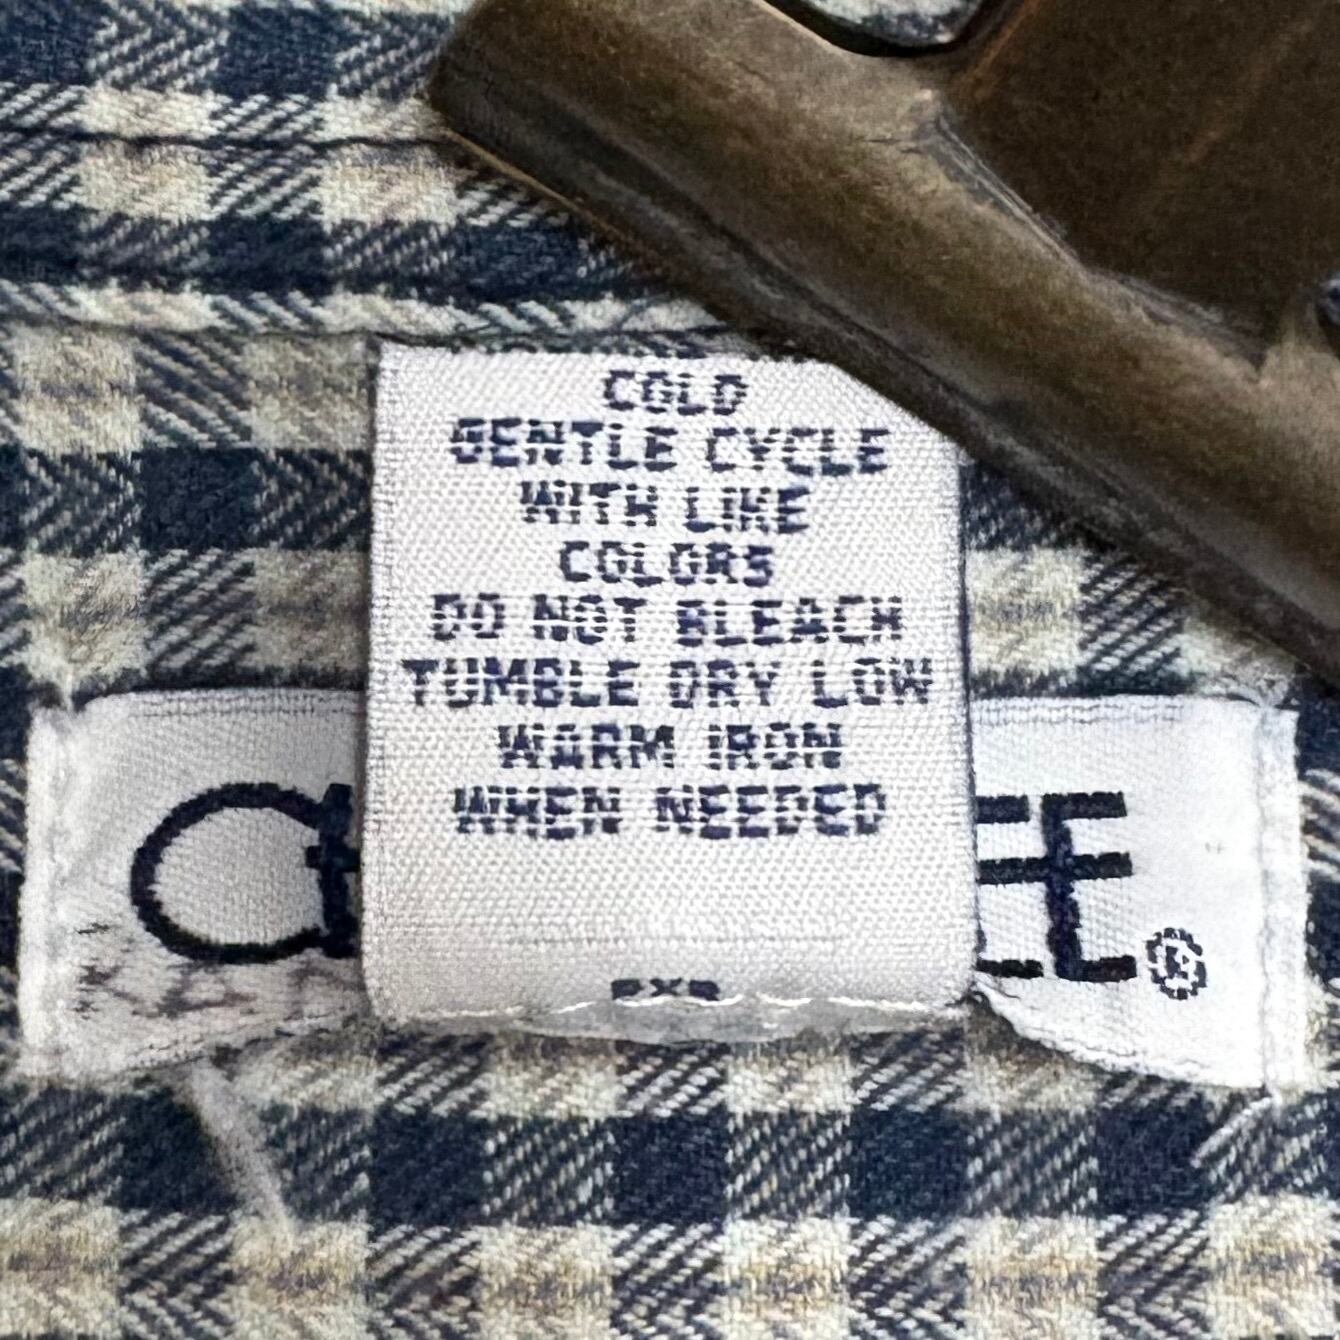 COLD
GENTLE CYCLE
WITH LIKE
COLORS
DO NOT BLEACH
TUMBLE DRY LOW
WARM IRON
WHEN NEEDED